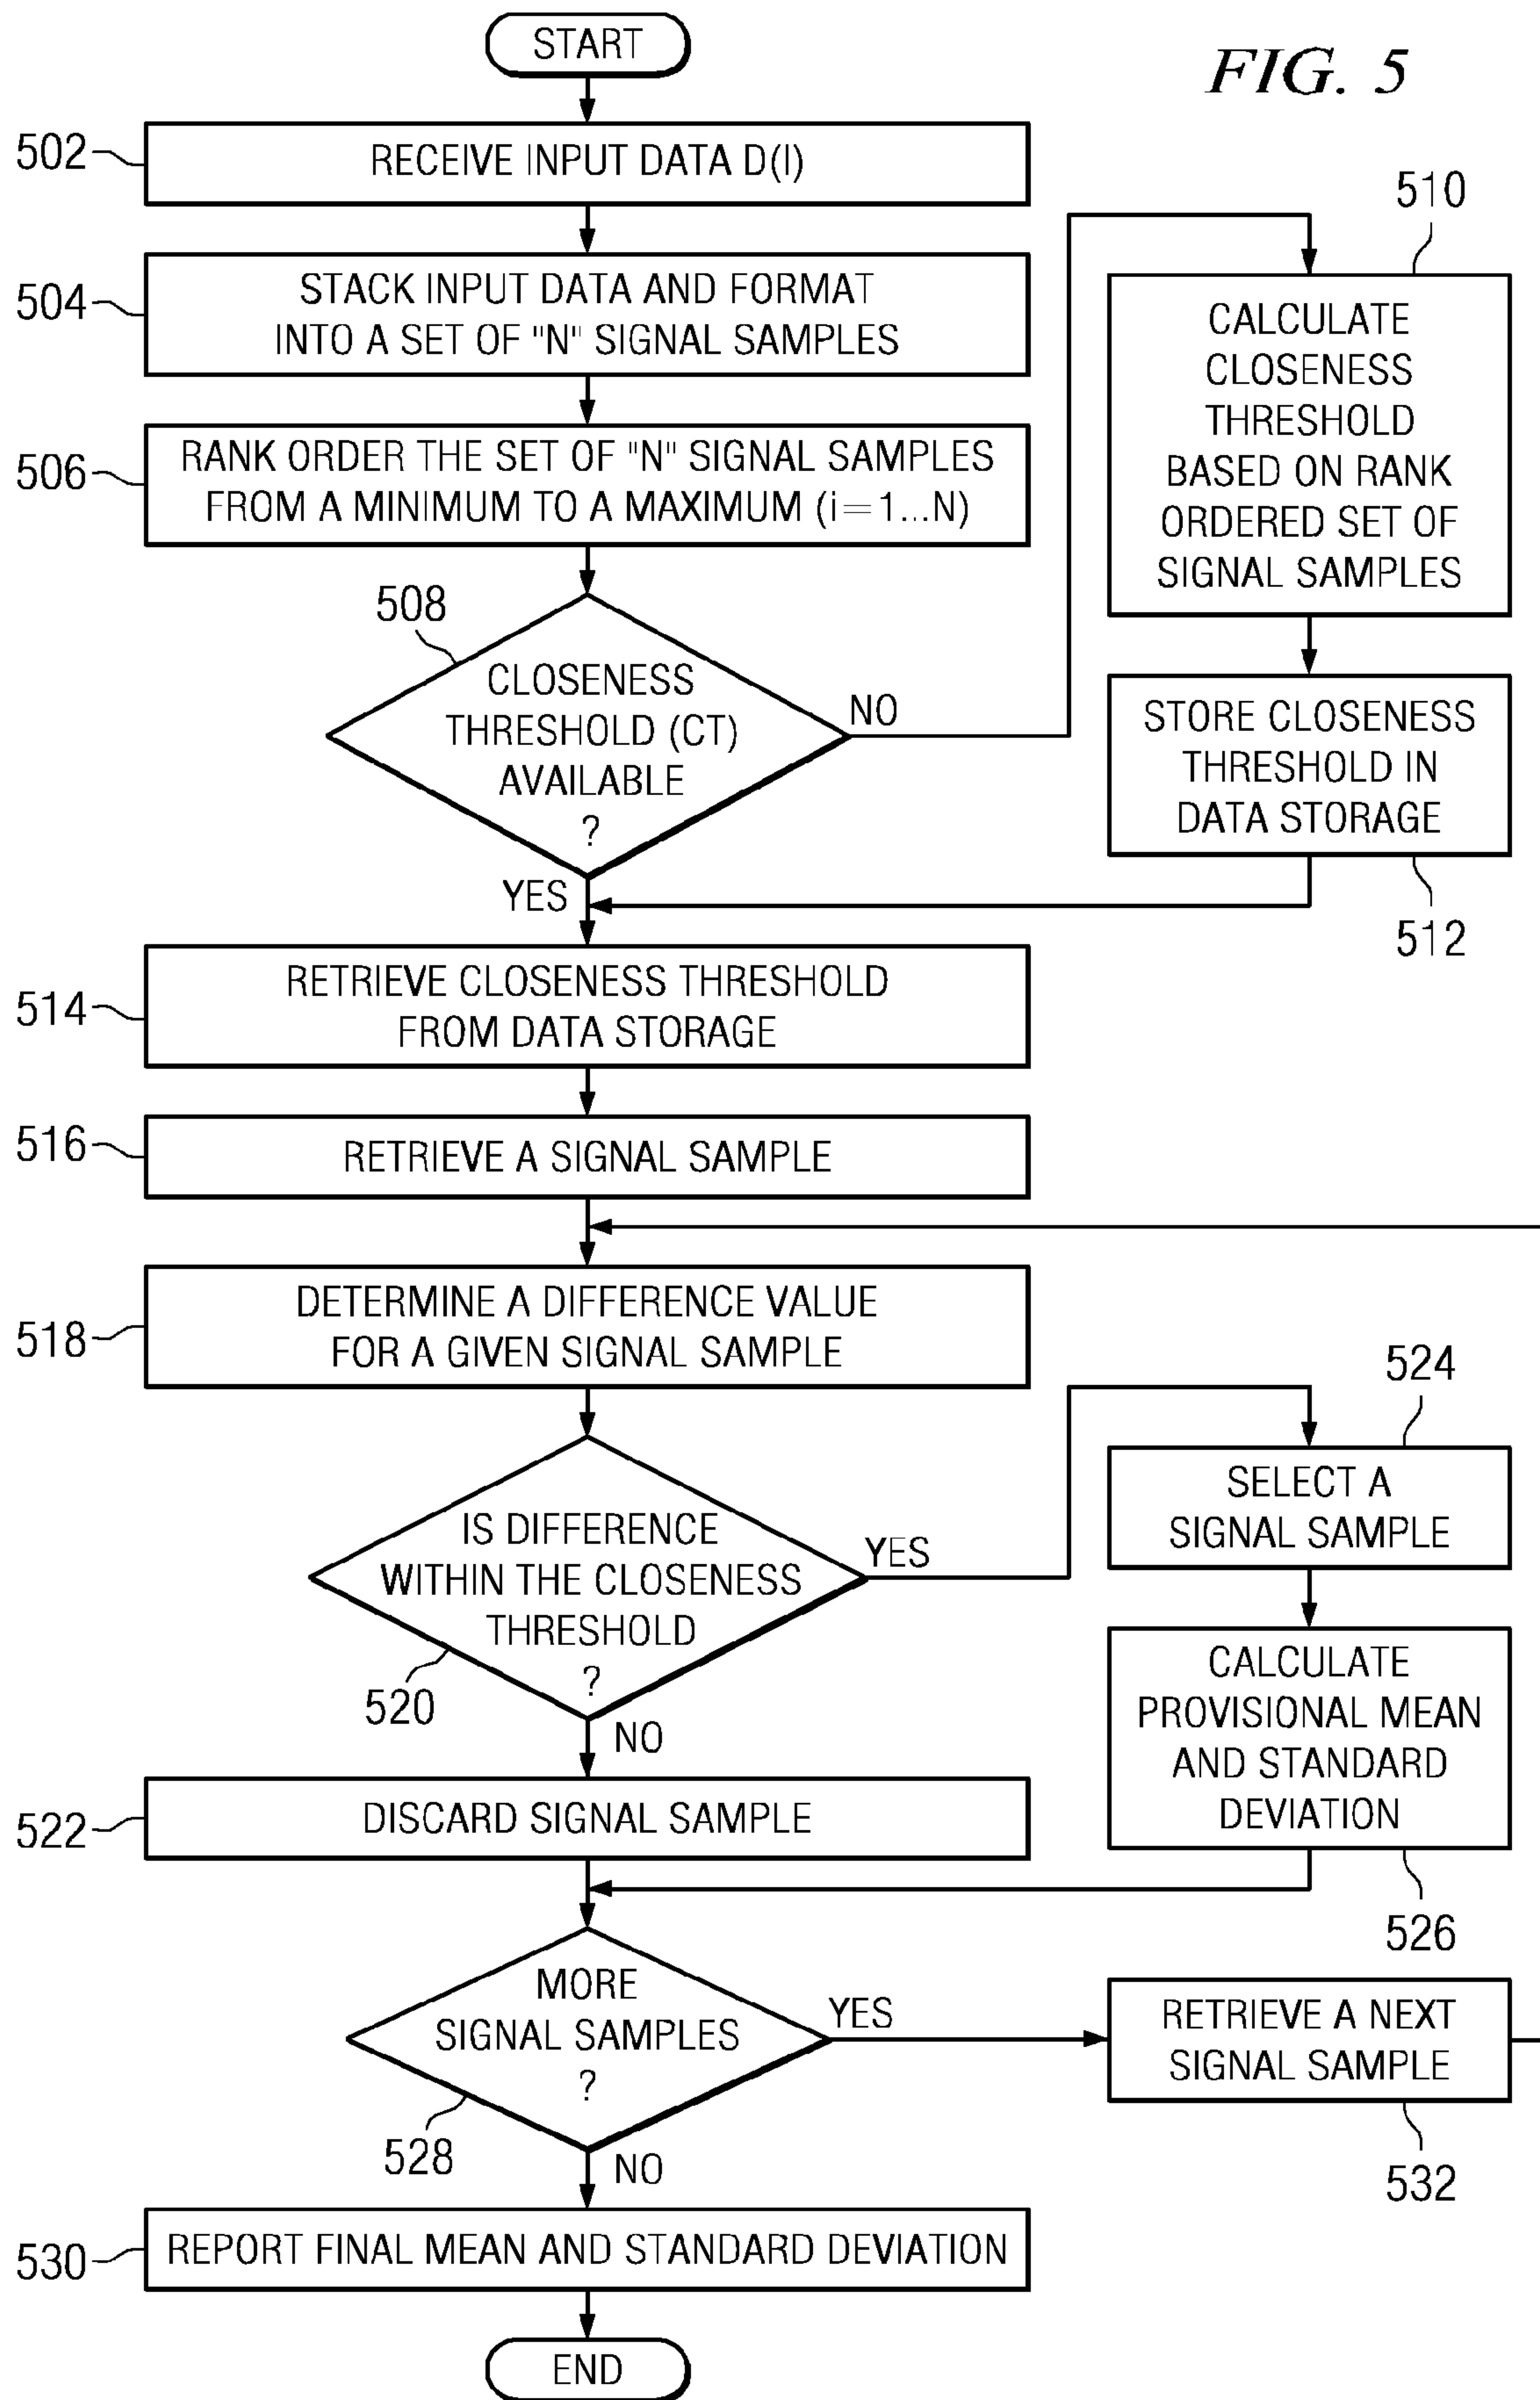 START
FIG. 5
502
RECEIVE INPUT DATA D(I)
504
STACK INPUT DATA AND FORMAT
INTO A SET OF "N" SIGNAL SAMPLES
506
RANK ORDER THE SET OF "N" SIGNAL SAMPLES
FROM A MINIMUM TO A MAXIMUM (i=1...N)
508
CLOSENESS
THRESHOLD (CT)
AVAILABLE
?
NO
YES
510
CALCULATE
CLOSENESS
THRESHOLD
BASED ON RANK
ORDERED SET OF
SIGNAL SAMPLES
STORE CLOSENESS
THRESHOLD IN
DATA STORAGE
512
514
RETRIEVE CLOSENESS THRESHOLD
FROM DATA STORAGE
516
RETRIEVE A SIGNAL SAMPLE
518
DETERMINE A DIFFERENCE VALUE
FOR A GIVEN SIGNAL SAMPLE
IS DIFFERENCE
WITHIN THE CLOSENESS
THRESHOLD
?
520
YES
NO
524
SELECT A
SIGNAL SAMPLE
CALCULATE
PROVISIONAL MEAN
AND STANDARD
DEVIATION
526
522
DISCARD SIGNAL SAMPLE
MORE
SIGNAL SAMPLES
?
528
YES
NO
RETRIEVE A NEXT
SIGNAL SAMPLE
532
530
REPORT FINAL MEAN AND STANDARD DEVIATION
END